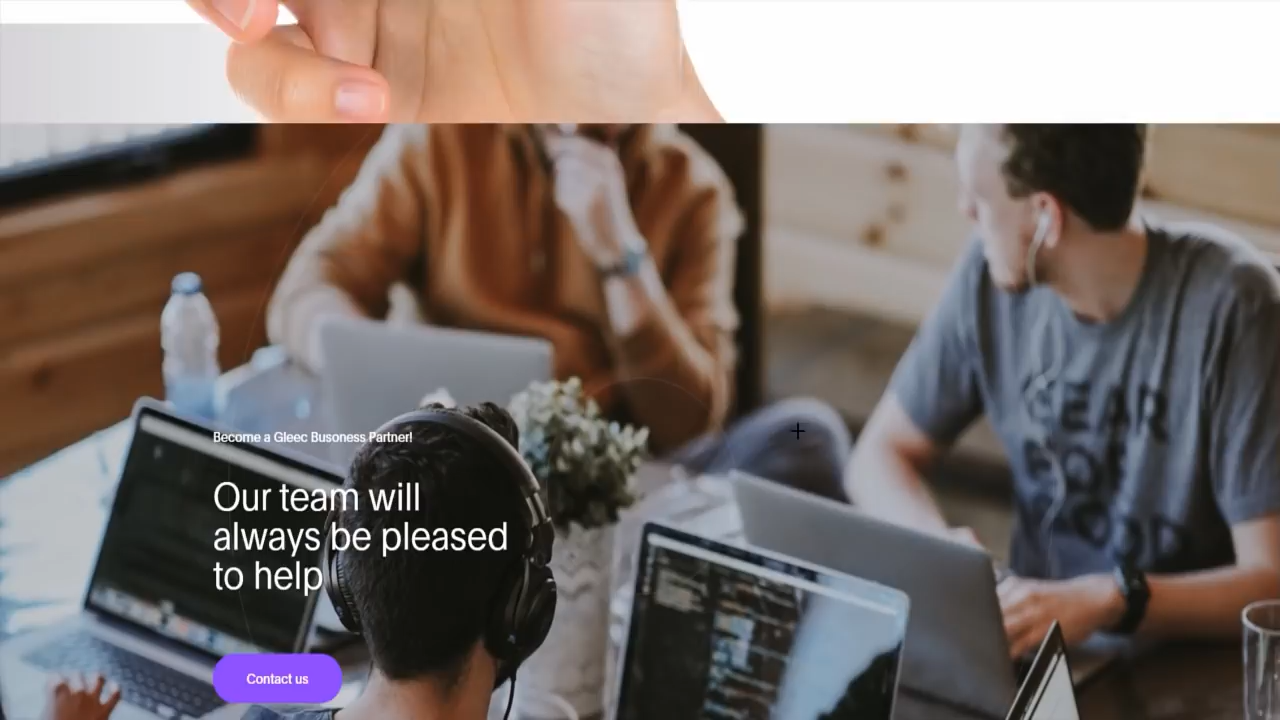 Become a Gleec Busoness Partner!
Our team will
always be pleased
to help
Contact us